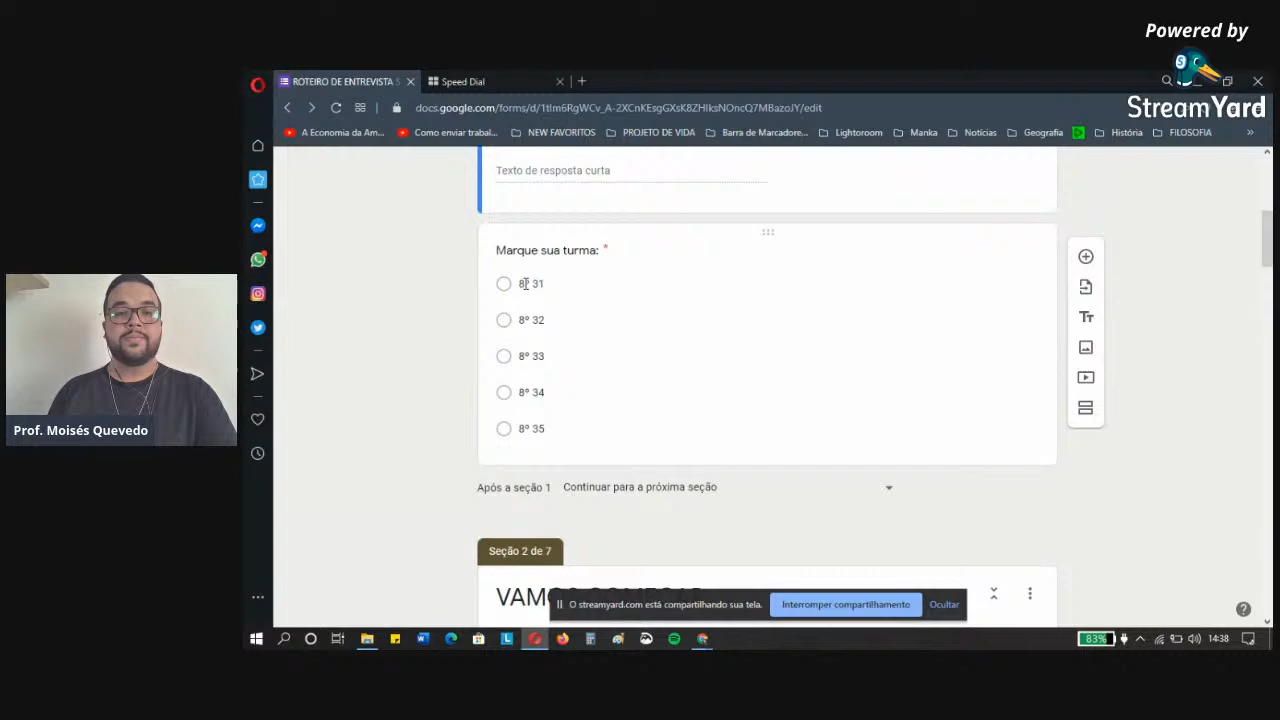 Powered by
StreamYard
ROTEIRO DE ENTREVISTA S
Speed Dial
docs.google.com/forms/d/1tlm6RgWCv_A-2XCnKEsgGXsK8ZHIksNOncQ7MBazoJY/edit
A Economia da Am...
Como enviar trabal...
NEW FAVORITOS
PROJETO DE VIDA
Barra de Marcadore...
Lightoroom
Manka
Notícias
Geografia
História
FILOSOFIA
Texto de resposta curta
Marque sua turma: *
8º 31
8º 32
8º 33
8º 34
8º 35
Após a seção 1 Continuar para a próxima seção
Seção 2 de 7
O streamyard.com está compartilhando sua tela.
Interromper compartilhamento
Ocultar
Prof. Moisés Quevedo
83%
14:38